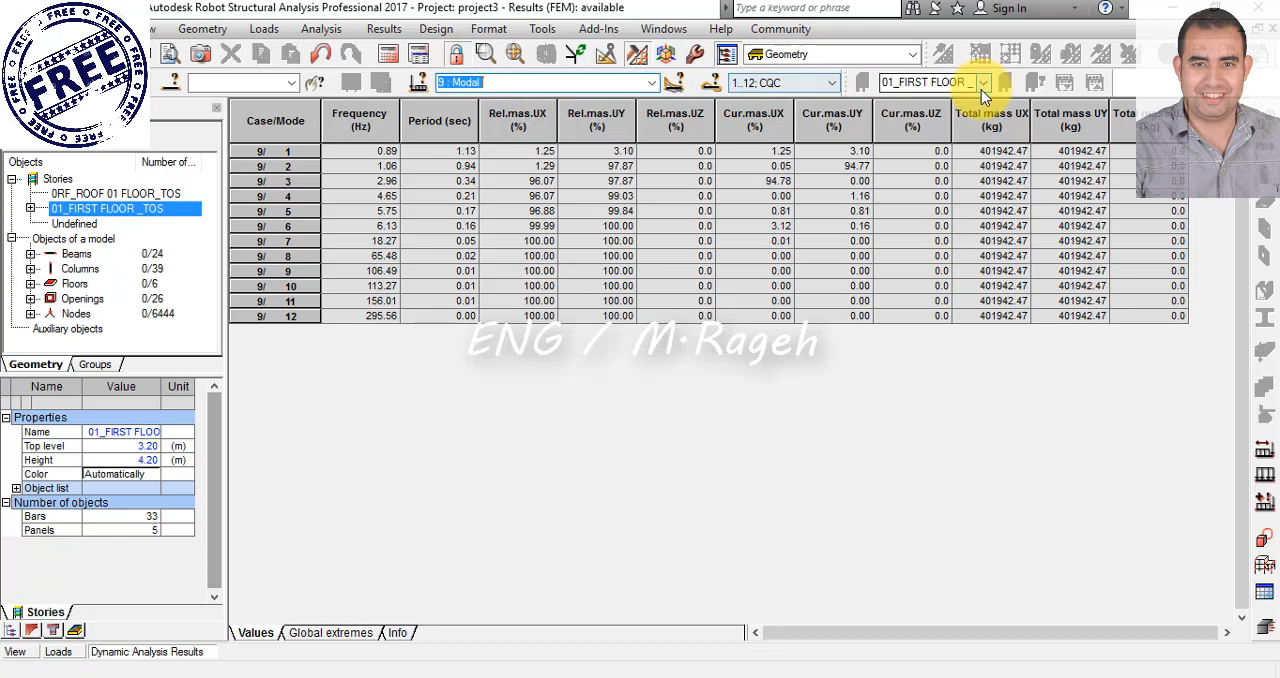 Autodesk Robot Structural Analysis Professional 2017 - Project: project3 - Results (FEM): available
Type a keyword or phrase
Sign In
Geometry Loads Analysis Results Design Format Tools Add-Ins Windows Help Community
Geometry
9 : Modal
1..12; CQC
01_FIRST FLOOR _
FREE
Objects Number of...
Stories
0RF_ROOF 01 FLOOR_TOS
01_FIRST FLOOR _TOS
Undefined
Objects of a model
Beams 0/24
Columns 0/39
Floors 0/6
Openings 0/26
Nodes 0/6444
Auxiliary objects
Geometry Groups
Name Value Unit
Properties
Name 01_FIRST FLOO
Top level 3.20 (m)
Height 4.20 (m)
Color Automatically
Object list
Number of objects
Bars 33
Panels 5
Stories
View Loads Dynamic Analysis Results
Case/Mode Frequency (Hz) Period (sec) Rel.mas.UX (%) Rel.mas.UY (%) Rel.mas.UZ (%) Cur.mas.UX (%) Cur.mas.UY (%) Cur.mas.UZ (%) Total mass UX (kg) Total mass UY (kg)
9/ 1 0.89 1.13 1.25 3.10 0.0 1.25 3.10 0.0 401942.47 401942.47 0.0
9/ 2 1.06 0.94 1.29 97.87 0.0 0.05 94.77 0.0 401942.47 401942.47 0.0
9/ 3 2.96 0.34 96.07 97.87 0.0 94.78 0.00 0.0 401942.47 401942.47 0.0
9/ 4 4.65 0.21 96.07 99.03 0.0 0.00 1.16 0.0 401942.47 401942.47 0.0
9/ 5 5.75 0.17 96.88 99.84 0.0 0.81 0.81 0.0 401942.47 401942.47 0.0
9/ 6 6.13 0.16 99.99 100.00 0.0 3.12 0.16 0.0 401942.47 401942.47 0.0
9/ 7 18.27 0.05 100.00 100.00 0.0 0.01 0.00 0.0 401942.47 401942.47 0.0
9/ 8 65.48 0.02 100.00 100.00 0.0 0.00 0.00 0.0 401942.47 401942.47 0.0
9/ 9 106.49 0.01 100.00 100.00 0.0 0.00 0.00 0.0 401942.47 401942.47 0.0
9/ 10 113.27 0.01 100.00 100.00 0.0 0.00 0.00 0.0 401942.47 401942.47 0.0
9/ 11 156.01 0.01 100.00 100.00 0.0 0.00 0.00 0.0 401942.47 401942.47 0.0
9/ 12 295.56 0.00 100.00 100.00 0.0 0.00 0.00 0.0 401942.47 401942.47 0.0
ENG / M.Rageh
Values Global extremes Info